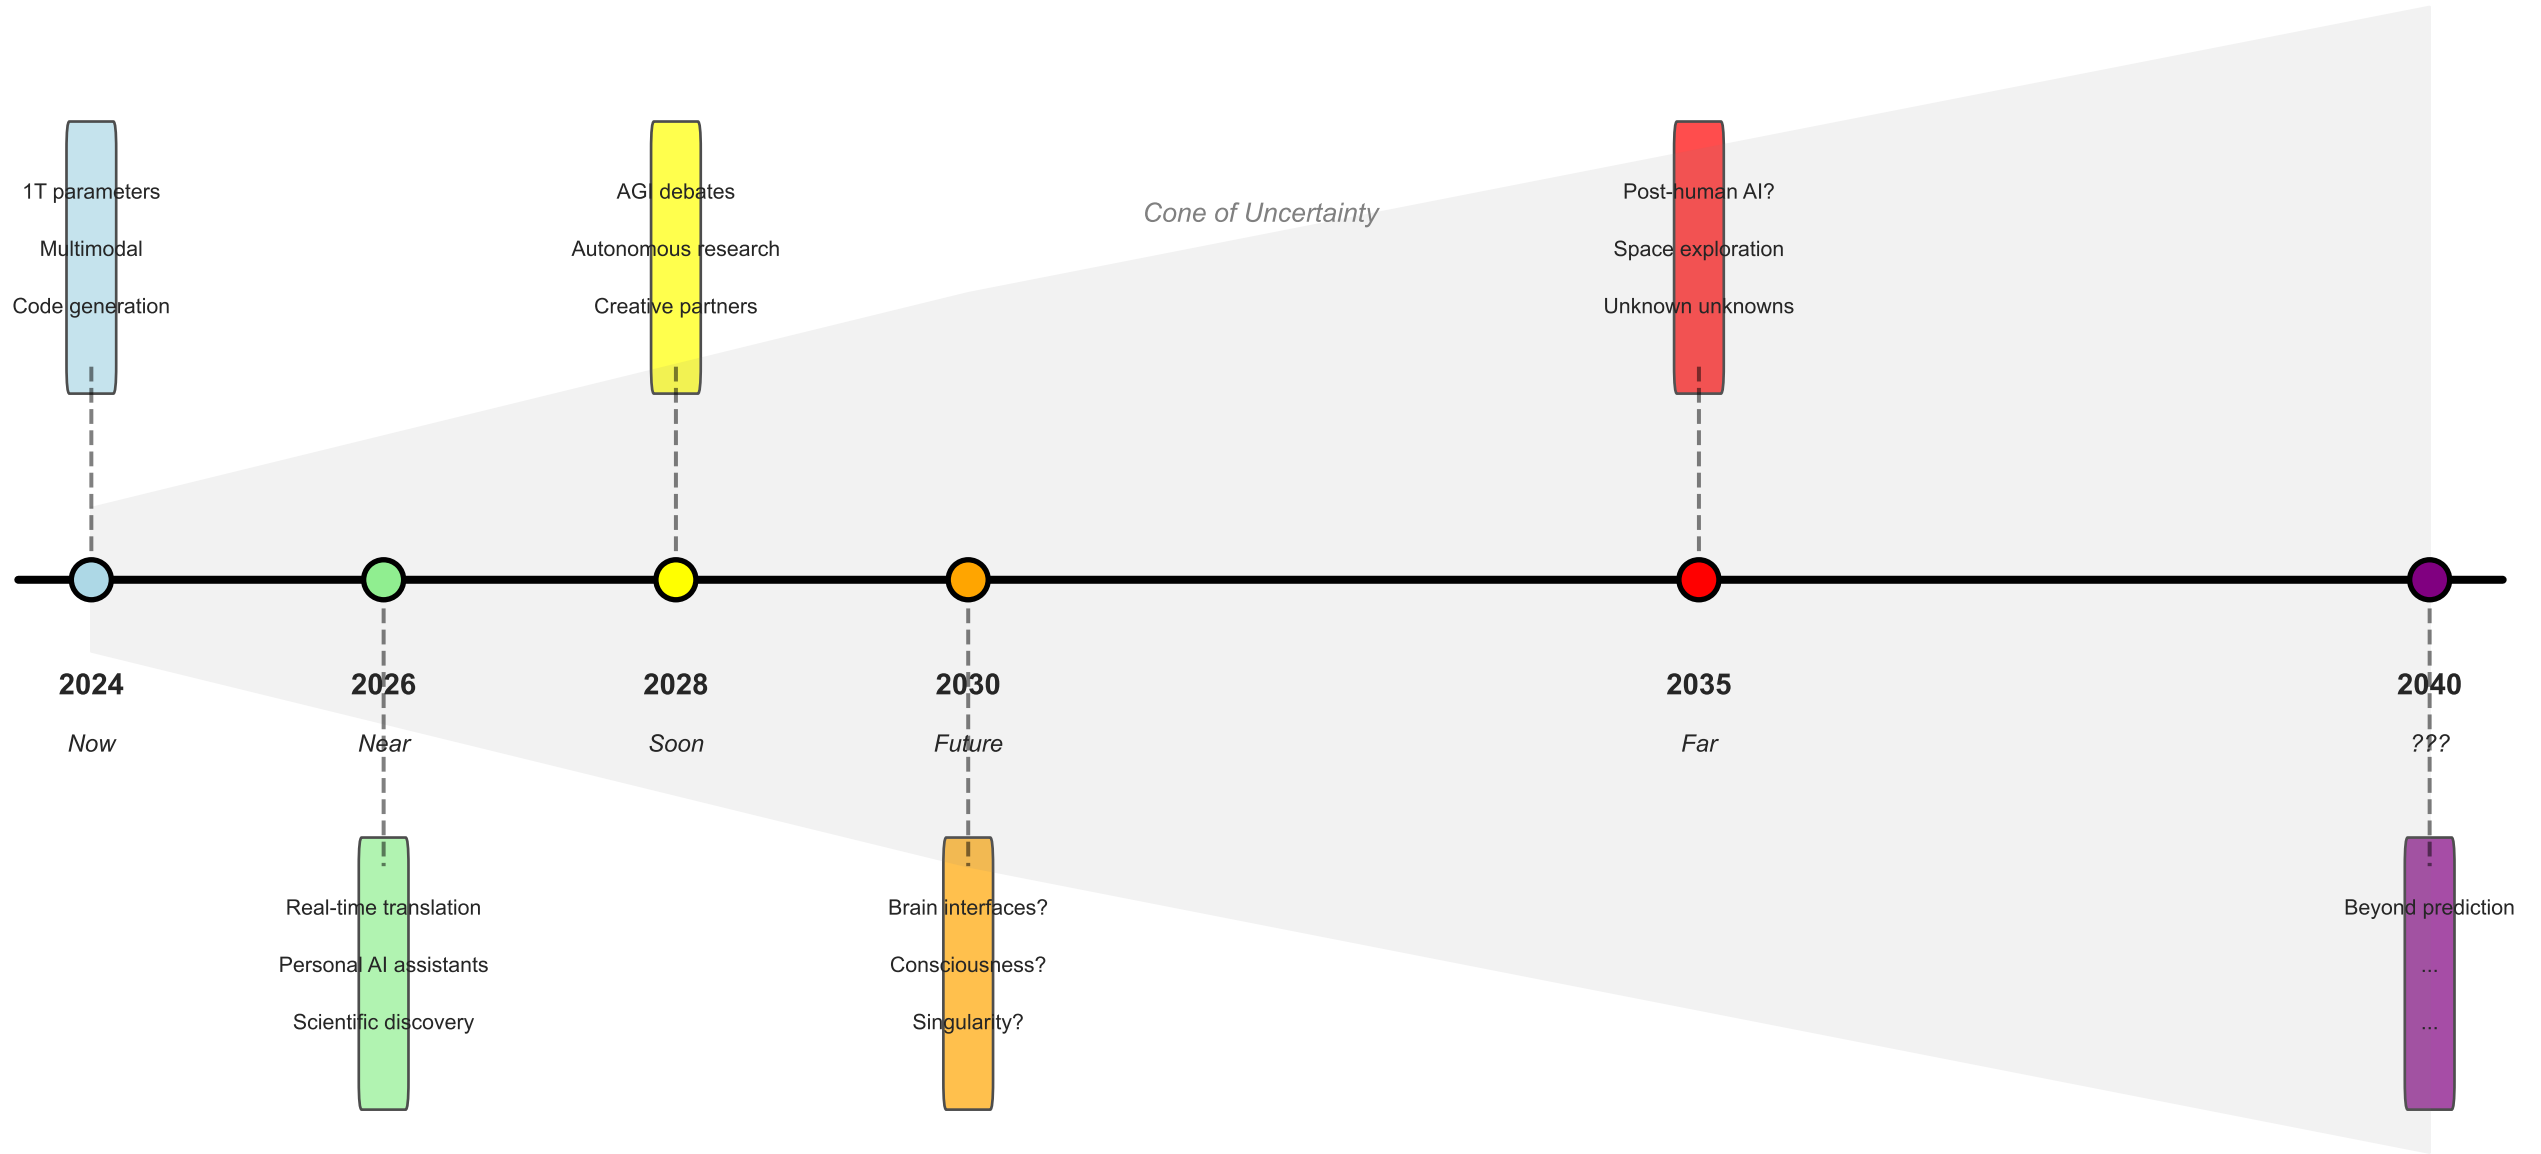 1T parameters
Multimodal
Code generation
AGI debates
Autonomous research
Creative partners
Cone of Uncertainty
Post-human AI?
Space exploration
Unknown unknowns
2024
Now
2026
Near
2028
Soon
2030
Future
2035
Far
2040
???
Real-time translation
Personal AI assistants
Scientific discovery
Brain interfaces?
Consciousness?
Singularity?
Beyond prediction
...
...